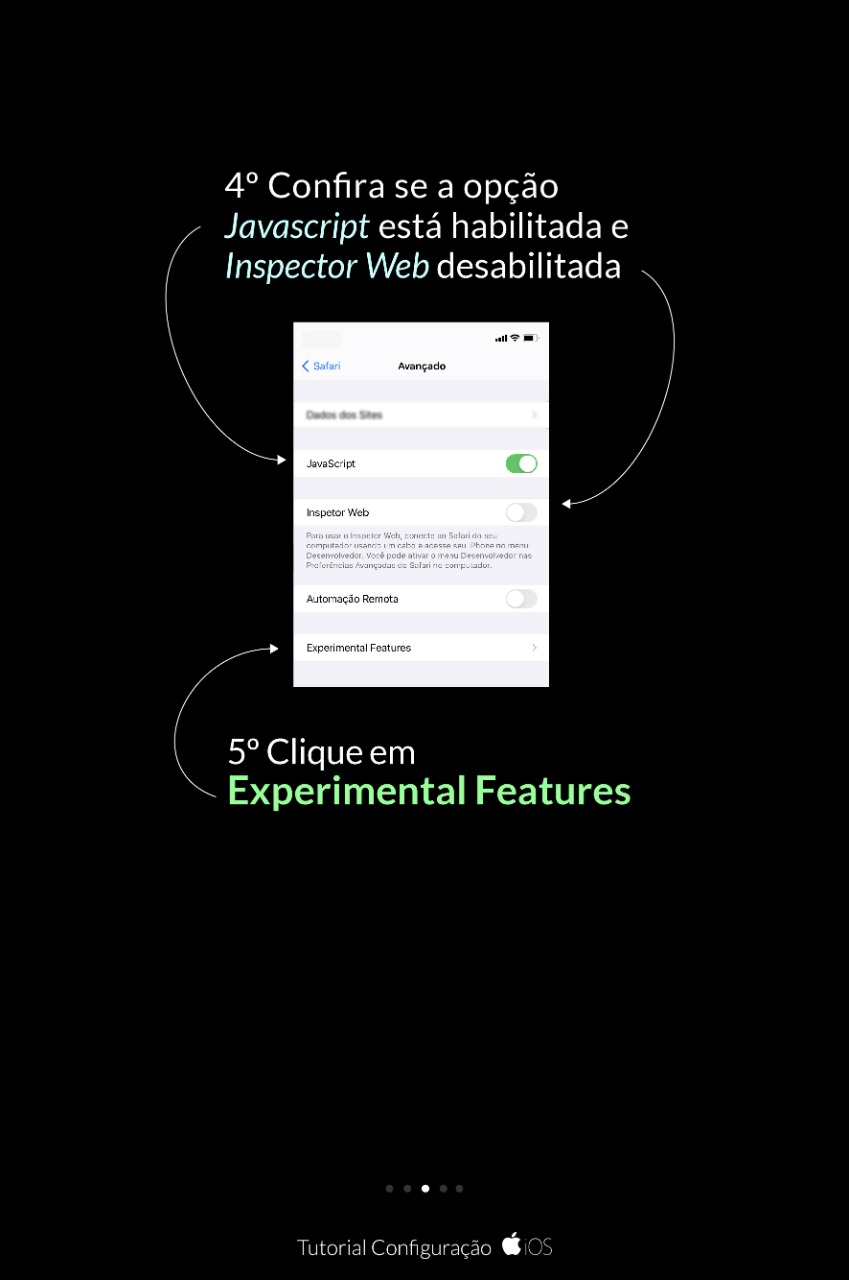 4º Confira se a opção
Javascript está habilitada e
Inspector Web desabilitada
Safari
Avançado
Dados dos Sites
JavaScript
Inspetor Web
Para usar o Inspetor Web, conecte ao Safari do seu
computador usando um cabo e acesse seu iPhone no menu
Desenvolvedor. Você pode ativar o menu Desenvolvedor nas
Preferências Avançadas do Safari no computador.
Automação Remota
Experimental Features
5º Clique em
Experimental Features
Tutorial Configuração iOS